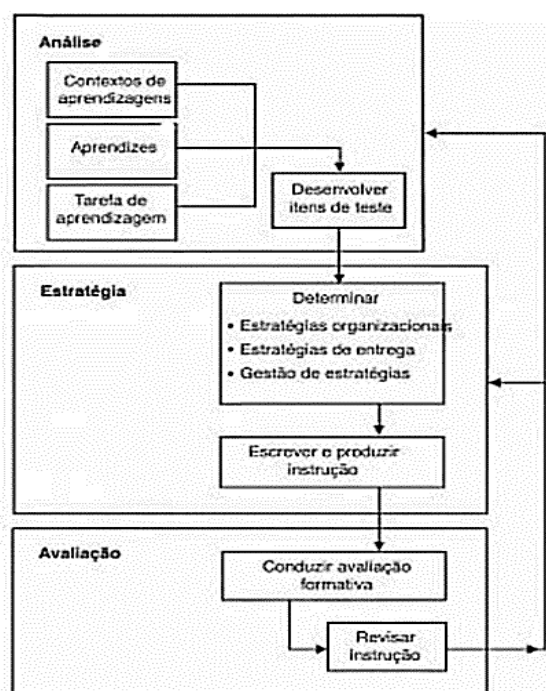 Análise
Contextos de
aprendizagens
Aprendizes
Tarefa de
aprendizagem
Desenvolver
itens de teste
Estratégia
Determinar
• Estratégias organizacionais
• Estratégias de entrega
• Gestão de estratégias
Escrever e produzir
instrução
Avaliação
Conduzir avaliação
formativa
Revisar
instrução